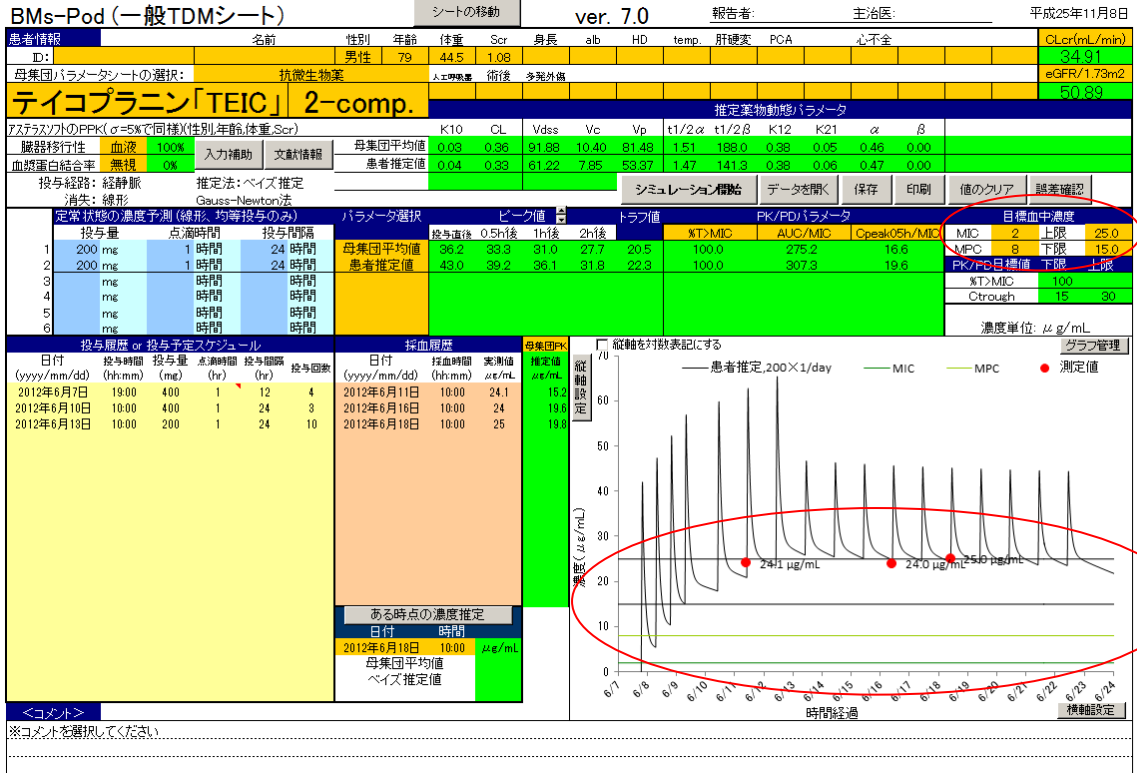 BMs-Pod (一般TDMシート) シートの移動 ver. 7.0 報告者: 主治医: 平成25年11月8日
患者情報 名前 性別 年齢 体重 Scr 身長 alb HD temp. 肝硬変 PCA 心不全 CLcr(mL/min)
ID: 男性 79 44.5 1.08 34.91
母集団パラメータシートの選択: 抗微生物薬 人工呼吸器 術後 多発外傷 eGFR/1.73m2
50.89
テイコプラニン「TEIC」 2-comp.
推定薬物動態パラメータ
アステラスソフトのPPK(σ=5%で同様)(性別,年齢,体重,Scr) K10 CL Vdss Vc Vp t1/2α t1/2β K12 K21 α β
臓器移行性 血液 100% 入力補助 文献情報 母集団平均値 0.03 0.36 91.88 10.40 81.48 1.51 188.0 0.38 0.05 0.46 0.00
血漿蛋白結合率 無視 0% 患者推定値 0.04 0.33 61.22 7.85 53.37 1.47 141.3 0.38 0.06 0.47 0.00
投与経路: 経静脈 推定法: ベイズ推定 シミュレーション開始 データを開く 保存 印刷 値のクリア 誤差確認
消失: 線形 Gauss-Newton法
定常状態の濃度予測 (線形、均等投与のみ) パラメータ選択 ピーク値 トラフ値 PK/PDパラメータ 目標血中濃度
投与量 点滴時間 投与間隔 投与直後 0.5h後 1h後 2h後 %T>MIC AUC/MIC Cpeak05h/MIC MIC 2 上限 25.0
1 200 mg 1 時間 24 時間 母集団平均値 36.2 33.3 31.0 27.7 20.5 100.0 275.2 16.6 MPC 8 下限 15.0
2 200 mg 1 時間 24 時間 患者推定値 43.0 39.2 36.1 31.8 22.3 100.0 307.3 19.6 PK/PD目標値 下限 上限
3 mg 時間 時間 %T>MIC 100
4 mg 時間 時間 Ctrough 15 30
5 mg 時間 時間
6 mg 時間 時間 濃度単位: μg/mL
投与履歴 or 投与予定スケジュール 採血履歴 母集団PK 縦軸を対数表記にする グラフ管理
日付 投与時間 投与量 点滴時間 投与間隔 投与回数 日付 採血時間 実測値 推定値
(yyyy/mm/dd) (hh:mm) (mg) (hr) (hr) (yyyy/mm/dd) (hh:mm) μg/mL μg/mL
2012年6月7日 19:00 400 1 12 4 2012年6月11日 10:00 24.1 15.2
2012年6月10日 10:00 400 1 24 3 2012年6月16日 10:00 24 19.6
2012年6月13日 10:00 200 1 24 10 2012年6月18日 10:00 25 19.8
縦軸設定
患者推定,200×1/day MIC MPC 測定値
70
60
50
40
30
20
10
0
濃度(μg/mL)
24.1 μg/mL 24.0 μg/mL 25.0 μg/mL
6/7 6/8 6/9 6/10 6/11 6/12 6/13 6/14 6/15 6/16 6/17 6/18 6/19 6/20 6/21 6/22 6/23 6/24
時間経過
横軸設定
ある時点の濃度推定
日付 時間
2012年6月18日 10:00 μg/mL
母集団平均値
ベイズ推定値
<コメント>
※コメントを選択してください